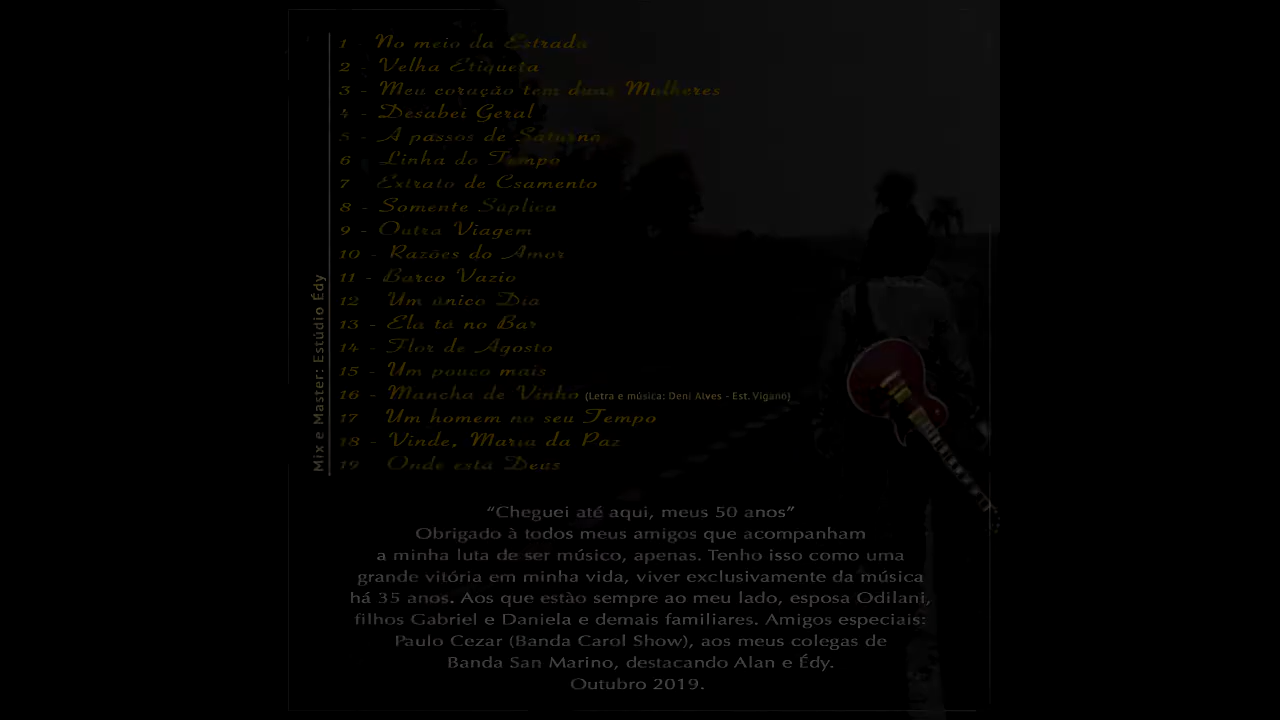 1 No meio da Estrada
2 - Velha Etiqueta
3 - Meu coração tem duas Mulheres
4 - Desabei Geral
5 - A passos de Saturno
6 Linha do Tempo
7 Extrato de Csamento
8 - Somente Súplica
9 - Outra Viagem
10 - Razões do Amor
11 - Barco Vazio
12 Um único Dia
13 - Ela tá no Bar
14 - Flor de Agosto
15 - Um pouco mais
16 - Mancha de Vinho (Letra e música: Deni Alves - Est. Vigano)
17 Um homem no seu Tempo
18 - Vinde, Maria da Paz
19 Onde está Deus
Mix e Master: Estúdio Édy
“Cheguei até aqui, meus 50 anos”
Obrigado à todos meus amigos que acompanham
a minha luta de ser músico, apenas. Tenho isso como uma
grande vitória em minha vida, viver exclusivamente da música
há 35 anos. Aos que estào sempre ao meu lado, esposa Odilani,
filhos Gabriel e Daniela e demais familiares. Amigos especiais:
Paulo Cezar (Banda Carol Show), aos meus colegas de
Banda San Marino, destacando Alan e Édy.
Outubro 2019.